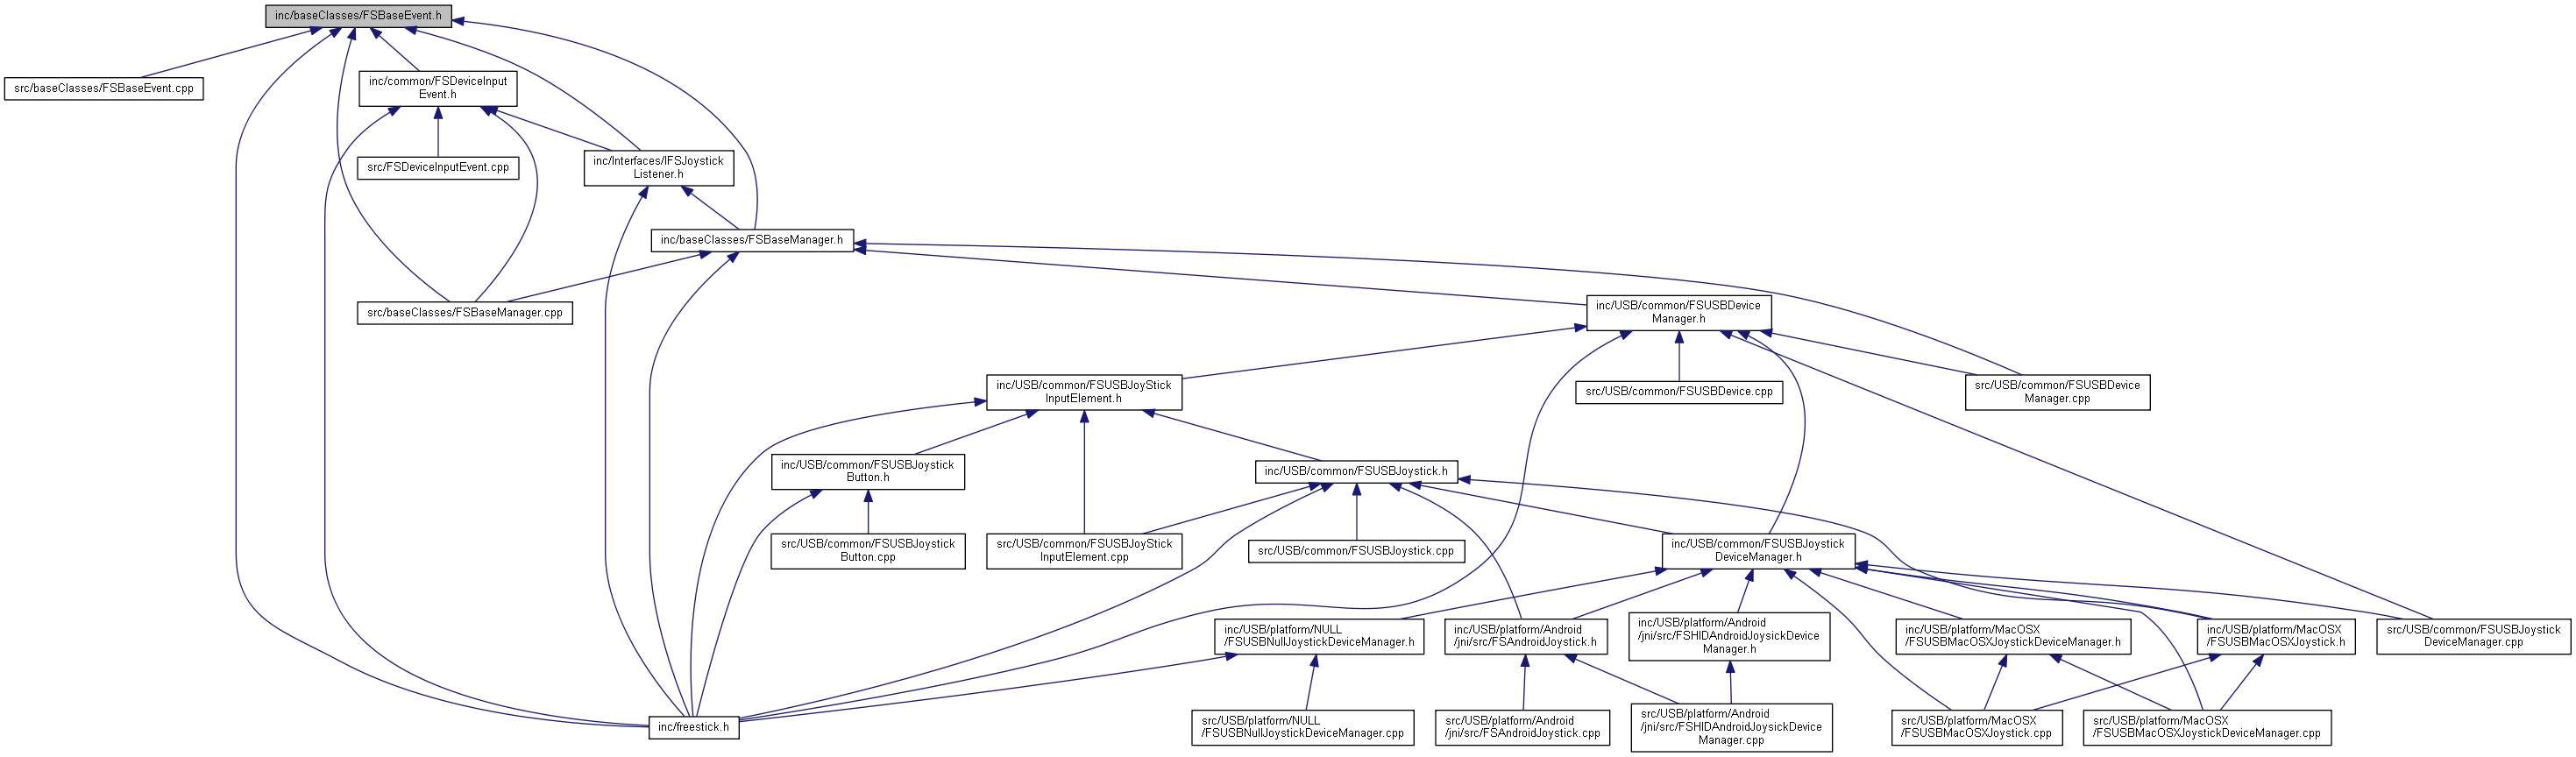 inc/baseClasses/FSBaseEvent.h
src/baseClasses/FSBaseEvent.cpp
inc/common/FSDeviceInput
Event.h
src/FSDeviceInputEvent.cpp
inc/Interfaces/IFSJoystick
Listener.h
inc/baseClasses/FSBaseManager.h
src/baseClasses/FSBaseManager.cpp
inc/USB/common/FSUSBDevice
Manager.h
inc/USB/common/FSUSBJoyStick
InputElement.h
src/USB/common/FSUSBDevice.cpp
src/USB/common/FSUSBDevice
Manager.cpp
inc/USB/common/FSUSBJoystick
Button.h
inc/USB/common/FSUSBJoystick.h
src/USB/common/FSUSBJoystick
Button.cpp
src/USB/common/FSUSBJoyStick
InputElement.cpp
src/USB/common/FSUSBJoystick.cpp
inc/USB/common/FSUSBJoystick
DeviceManager.h
inc/USB/platform/NULL
/FSUSBNullJoystickDeviceManager.h
inc/USB/platform/Android
/jni/src/FSAndroidJoystick.h
inc/USB/platform/Android
/jni/src/FSHIDAndroidJoysickDevice
Manager.h
inc/USB/platform/MacOSX
/FSUSBMacOSXJoystickDeviceManager.h
inc/USB/platform/MacOSX
/FSUSBMacOSXJoystick.h
src/USB/common/FSUSBJoystick
DeviceManager.cpp
inc/freestick.h
src/USB/platform/NULL
/FSUSBNullJoystickDeviceManager.cpp
src/USB/platform/Android
/jni/src/FSAndroidJoystick.cpp
src/USB/platform/Android
/jni/src/FSHIDAndroidJoysickDevice
Manager.cpp
src/USB/platform/MacOSX
/FSUSBMacOSXJoystick.cpp
src/USB/platform/MacOSX
/FSUSBMacOSXJoystickDeviceManager.cpp